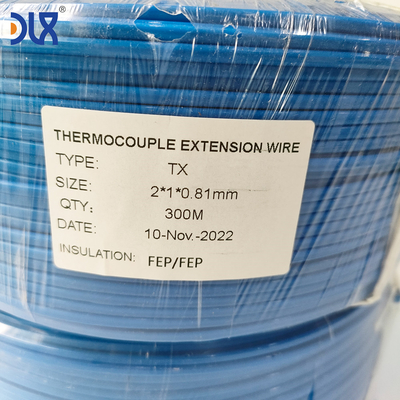 DLX®
THERMOCOUPLE EXTENSION WIRE
TYPE: TX
SIZE: 2*1*0.81mm
QTY: 300M
DATE: 10-Nov.-2022
INSULATION: FEP/FEP